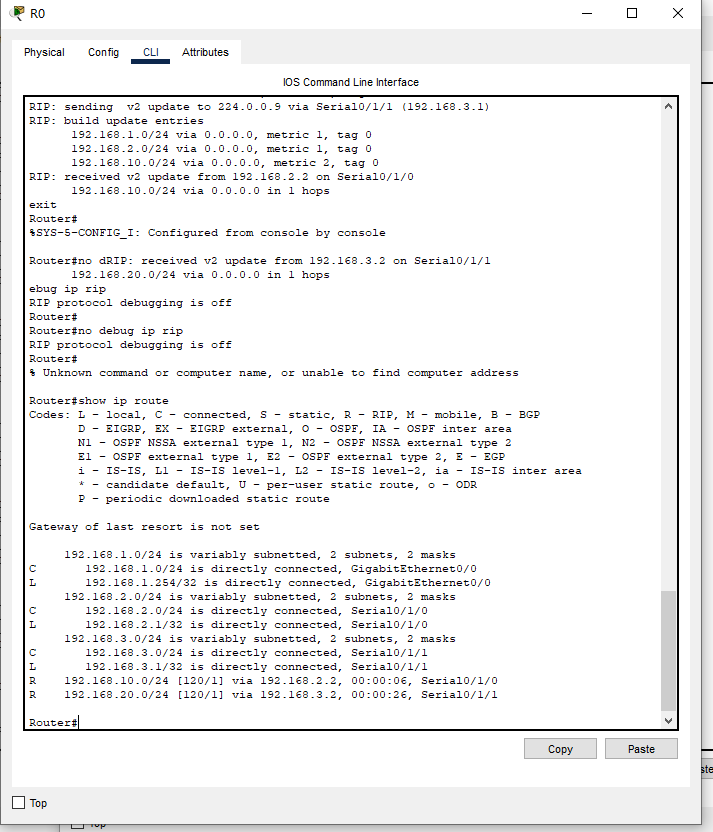 R0
Physical Config CLI Attributes
IOS Command Line Interface
RIP: sending  v2 update to 224.0.0.9 via Serial0/1/1 (192.168.3.1)
RIP: build update entries
      192.168.1.0/24 via 0.0.0.0, metric 1, tag 0
      192.168.2.0/24 via 0.0.0.0, metric 1, tag 0
      192.168.10.0/24 via 0.0.0.0, metric 2, tag 0
RIP: received v2 update from 192.168.2.2 on Serial0/1/0
      192.168.10.0/24 via 0.0.0.0 in 1 hops
exit
Router#
%SYS-5-CONFIG_I: Configured from console by console
Router#no dRIP: received v2 update from 192.168.3.2 on Serial0/1/1
      192.168.20.0/24 via 0.0.0.0 in 1 hops
ebug ip rip
RIP protocol debugging is off
Router#
Router#no debug ip rip
RIP protocol debugging is off
Router#
% Unknown command or computer name, or unable to find computer address
Router#show ip route
Codes: L - local, C - connected, S - static, R - RIP, M - mobile, B - BGP
       D - EIGRP, EX - EIGRP external, O - OSPF, IA - OSPF inter area
       N1 - OSPF NSSA external type 1, N2 - OSPF NSSA external type 2
       E1 - OSPF external type 1, E2 - OSPF external type 2, E - EGP
       i - IS-IS, L1 - IS-IS level-1, L2 - IS-IS level-2, ia - IS-IS inter area
       * - candidate default, U - per-user static route, o - ODR
       P - periodic downloaded static route
Gateway of last resort is not set
     192.168.1.0/24 is variably subnetted, 2 subnets, 2 masks
C       192.168.1.0/24 is directly connected, GigabitEthernet0/0
L       192.168.1.254/32 is directly connected, GigabitEthernet0/0
     192.168.2.0/24 is variably subnetted, 2 subnets, 2 masks
C       192.168.2.0/24 is directly connected, Serial0/1/0
L       192.168.2.1/32 is directly connected, Serial0/1/0
     192.168.3.0/24 is variably subnetted, 2 subnets, 2 masks
C       192.168.3.0/24 is directly connected, Serial0/1/1
L       192.168.3.1/32 is directly connected, Serial0/1/1
R    192.168.10.0/24 [120/1] via 192.168.2.2, 00:00:06, Serial0/1/0
R    192.168.20.0/24 [120/1] via 192.168.3.2, 00:00:26, Serial0/1/1
Router#
Copy Paste
Top